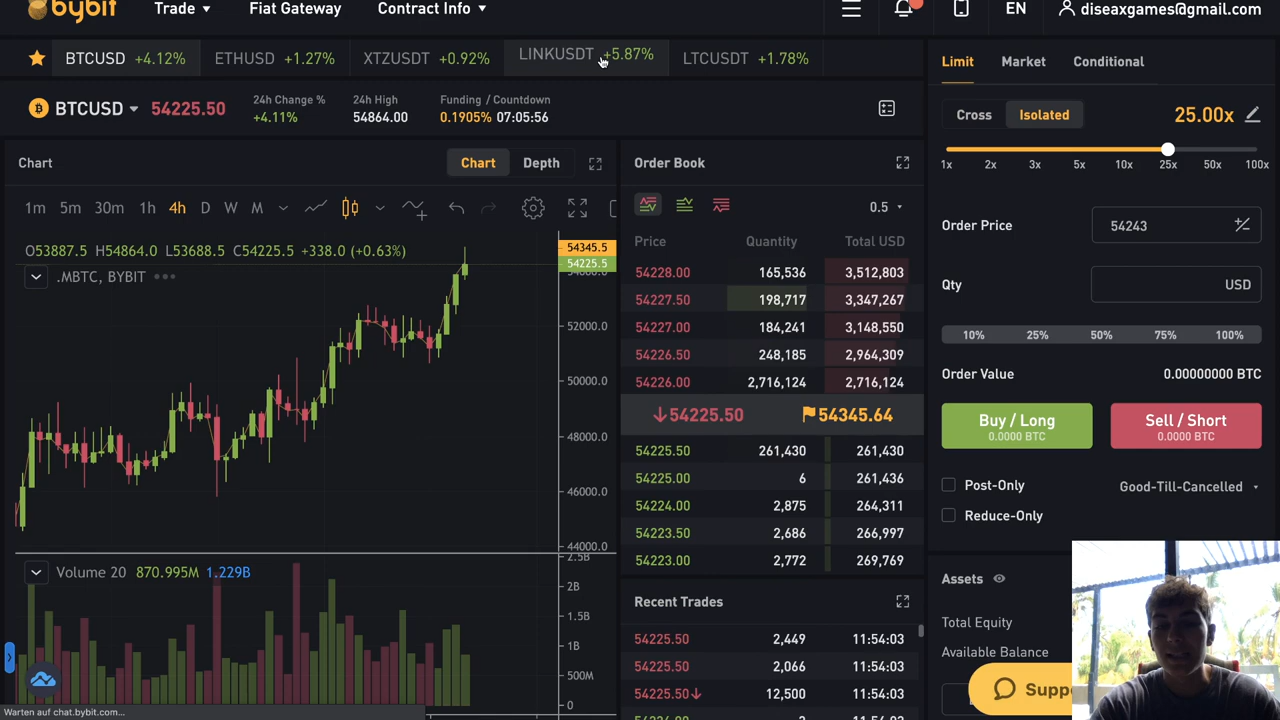 bybit Trade Fiat Gateway Contract Info EN diseaxgames@gmail.com
BTCUSD +4.12% ETHUSD +1.27% XTZUSDT +0.92% LINKUSDT +5.87% LTCUSDT +1.78%
BTCUSD 54225.50
24h Change %
+4.11%
24h High
54864.00
Funding / Countdown
0.1905% 07:05:56
Chart Chart Depth
1m 5m 30m 1h 4h D W M
O53887.5 H54864.0 L53688.5 C54225.5 +338.0 (+0.63%)
.MBTC, BYBIT
54345.5
54225.5
52000.0
50000.0
48000.0
46000.0
44000.0
Volume 20 870.995M 1.229B
2.5B
2B
1.5B
1B
500M
0
Warten auf chat.bybit.com...
Order Book
0.5
Price Quantity Total USD
54228.00 165,536 3,512,803
54227.50 198,717 3,347,267
54227.00 184,241 3,148,550
54226.50 248,185 2,964,309
54226.00 2,716,124 2,716,124
↓54225.50 54345.64
54225.50 261,430 261,430
54225.00 6 261,436
54224.00 2,875 264,311
54223.50 2,686 266,997
54223.00 2,772 269,769
Recent Trades
54225.50 2,449 11:54:03
54225.50 2,066 11:54:03
54225.50↓ 12,500 11:54:03
Limit Market Conditional
Cross Isolated 25.00x
1x 2x 3x 5x 10x 25x 50x 100x
Order Price 54243
Qty USD
10% 25% 50% 75% 100%
Order Value 0.00000000 BTC
Buy / Long
0.0000 BTC
Sell / Short
0.0000 BTC
Post-Only Good-Till-Cancelled
Reduce-Only
Assets
Total Equity
Available Balance